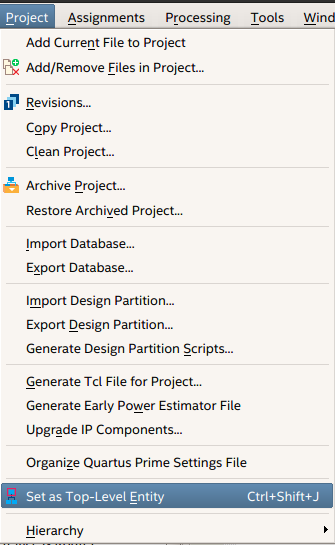 Project Assignments Processing Tools Wind
Add Current File to Project
Add/Remove Files in Project...
Revisions...
Copy Project...
Clean Project...
Archive Project...
Restore Archived Project...
Import Database...
Export Database...
Import Design Partition...
Export Design Partition...
Generate Design Partition Scripts...
Generate Tcl File for Project...
Generate Early Power Estimator File
Upgrade IP Components...
Organize Quartus Prime Settings File
Set as Top-Level Entity Ctrl+Shift+J
Hierarchy